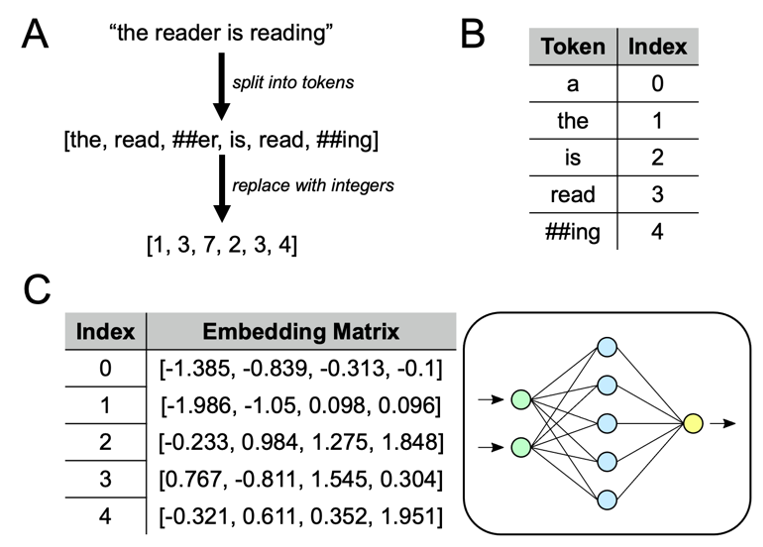 A
“the reader is reading”
split into tokens
[the, read, ##er, is, read, ##ing]
replace with integers
[1, 3, 7, 2, 3, 4]
B
Token Index
a 0
the 1
is 2
read 3
##ing 4
C
Index Embedding Matrix
0 [-1.385, -0.839, -0.313, -0.1]
1 [-1.986, -1.05, 0.098, 0.096]
2 [-0.233, 0.984, 1.275, 1.848]
3 [0.767, -0.811, 1.545, 0.304]
4 [-0.321, 0.611, 0.352, 1.951]